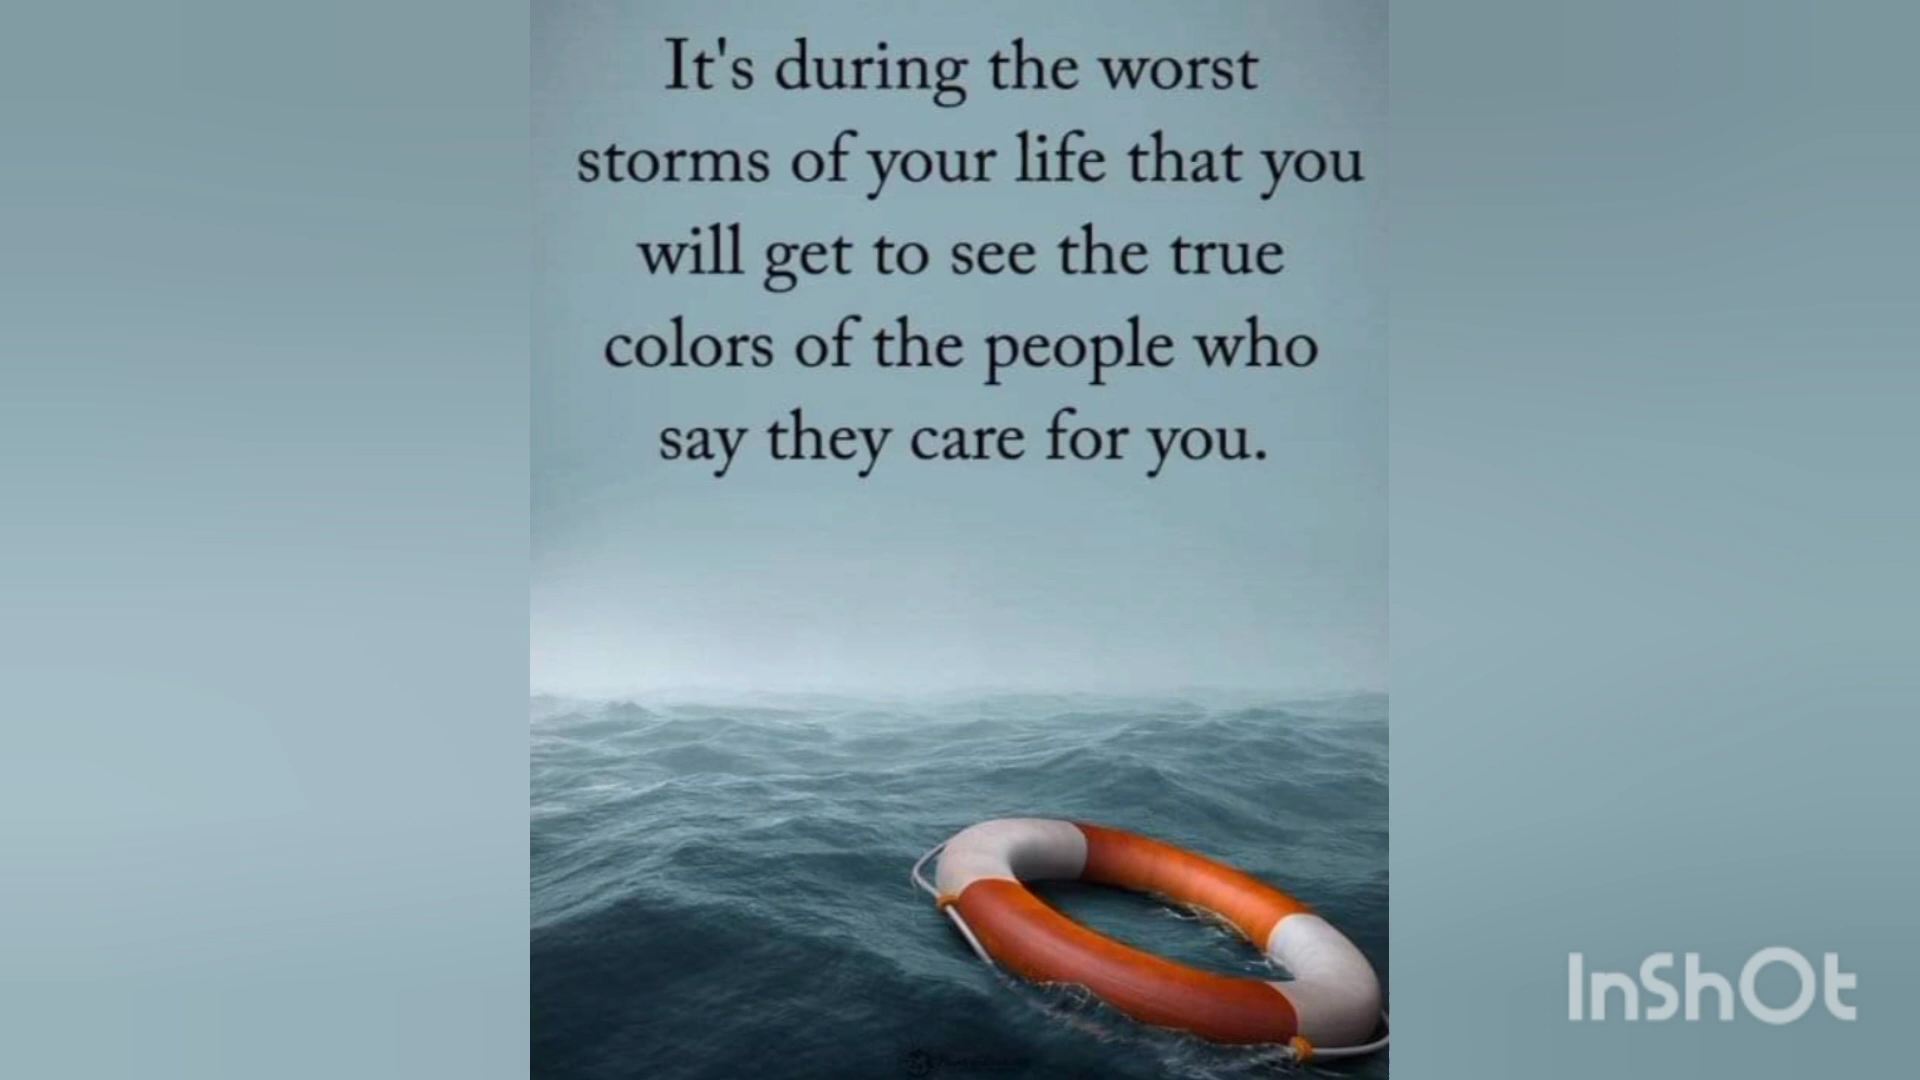 It's during the worst
storms of your life that you
will get to see the true
colors of the people who
say they care for you.
InShOt